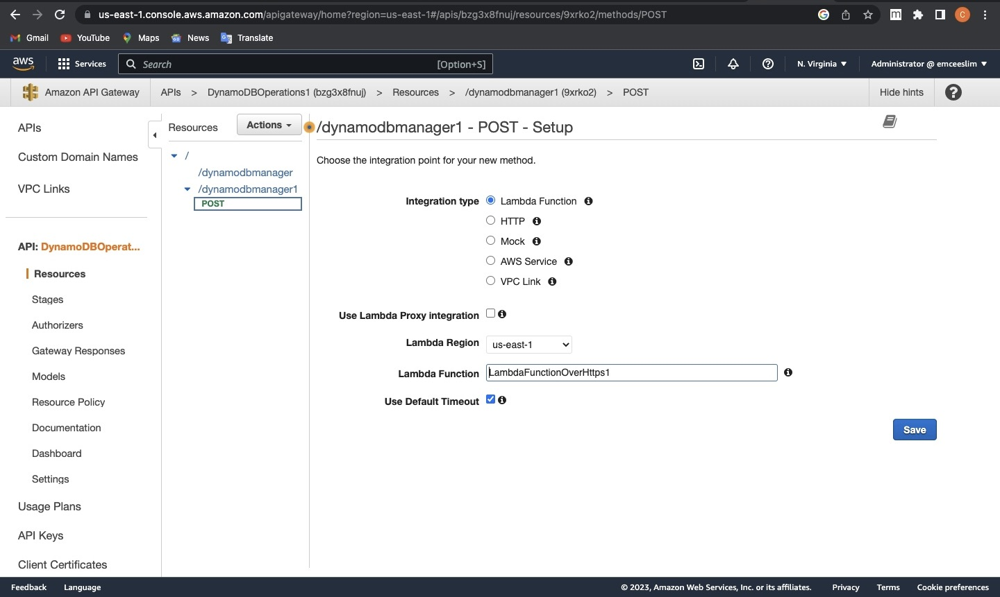 us-east-1.console.aws.amazon.com/apigateway/home?region=us-east-1#/apis/bzg3x8fnuj/resources/9xrko2/methods/POST
G
m
C
Gmail
YouTube
Maps
News
Translate
aws
Services
Search
[Option+S]
N. Virginia
Administrator @ emceeslim
Amazon API Gateway
APIs > DynamoDBOperations1 (bzg3x8fnuj) > Resources > /dynamodbmanager1 (9xrko2) > POST
Hide hints
?
APIs
Custom Domain Names
VPC Links
API: DynamoDBOperat...
Resources
Stages
Authorizers
Gateway Responses
Models
Resource Policy
Documentation
Dashboard
Settings
Usage Plans
API Keys
Client Certificates
Resources
Actions
/
/dynamodbmanager
/dynamodbmanager1
POST
/dynamodbmanager1 - POST - Setup
Choose the integration point for your new method.
Integration type
Lambda Function
HTTP
Mock
AWS Service
VPC Link
Use Lambda Proxy integration
Lambda Region
us-east-1
Lambda Function
LambdaFunctionOverHttps1
Use Default Timeout
Save
Feedback
Language
© 2023, Amazon Web Services, Inc. or its affiliates.
Privacy
Terms
Cookie preferences